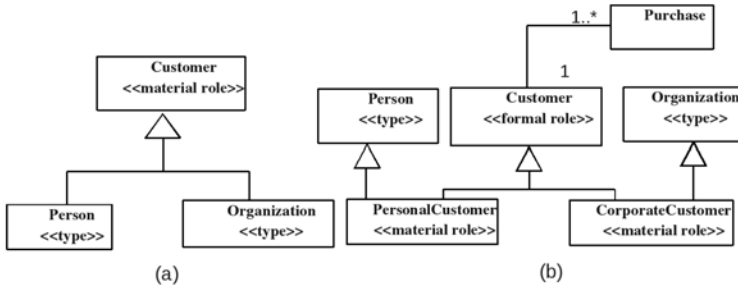 Customer
<<material role>>
Person
<<type>>
Organization
<<type>>
(a)
1..*
Purchase
1
Person
<<type>>
Customer
<<formal role>>
Organization
<<type>>
PersonalCustomer
<<material role>>
CorporateCustomer
<<material role>>
(b)